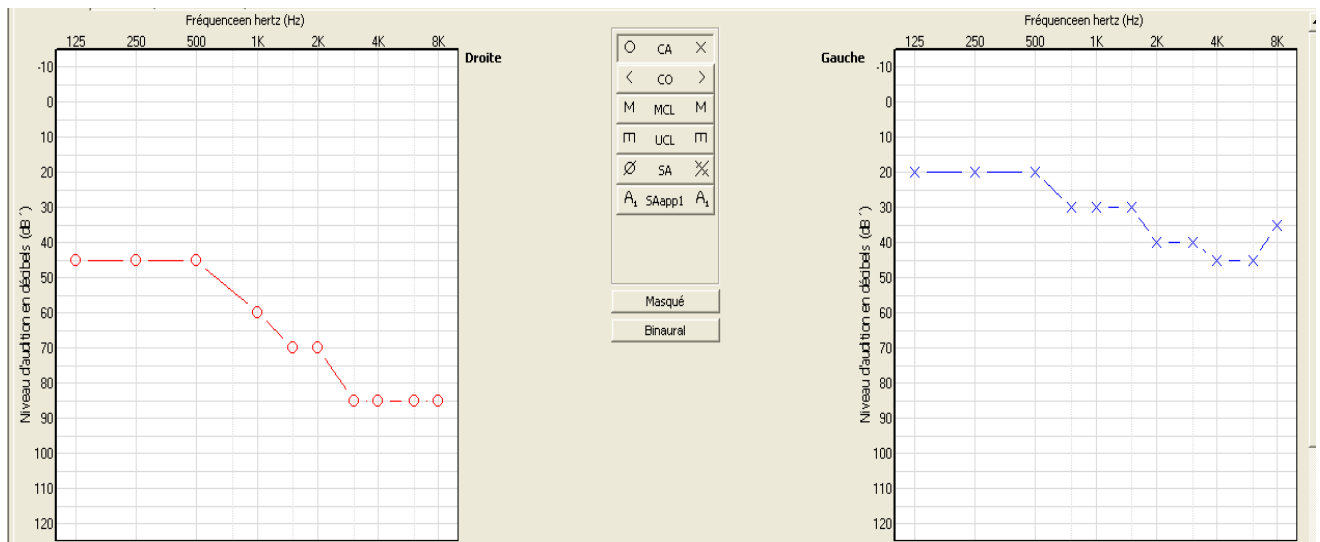 Fréquenceen hertz (Hz)
125 250 500 1K 2K 4K 8K
Droite
-10
0
10
20
30
40
50
60
70
80
90
100
110
120
Niveau d'audition en décibels (dB´)
O CA X
< CO >
M MCL M
UCL
Ø SA
A₁ SAapp1 A₁
Masqué
Binaural
Fréquenceen hertz (Hz)
125 250 500 1K 2K 4K 8K
Gauche
-10
0
10
20
30
40
50
60
70
80
90
100
110
120
Niveau d'audition en décibels (dB´)